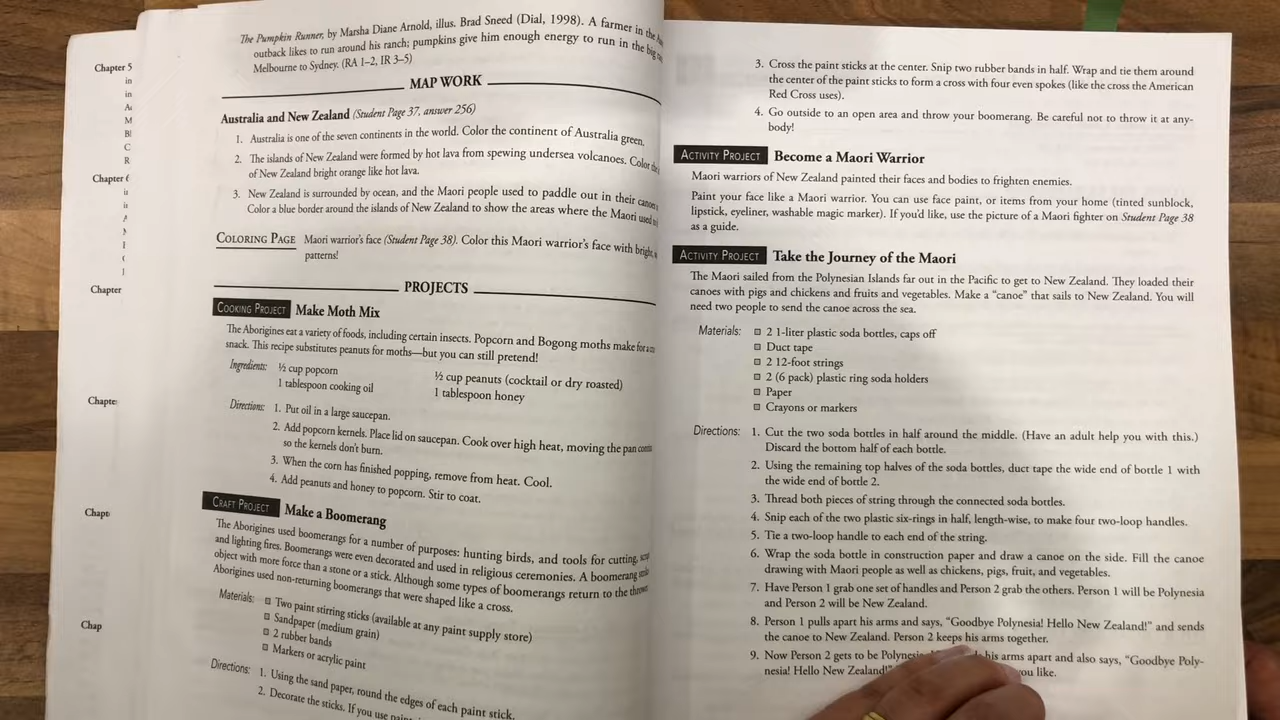 Chapter 5
in
in
M
Bl
C
R
Chapter 6
Chapter
Chapte
Chapt
Chap
The Pumpkin Runner, by Marsha Diane Arnold, illus. Brad Sneed (Dial, 1998). A farmer in the
outback likes to run around his ranch; pumpkins give him enough energy to run in the big
Melbourne to Sydney. (RA 1–2, IR 3–5)
MAP WORK
Australia and New Zealand (Student Page 37, answer 256)
1. Australia is one of the seven continents in the world. Color the continent of Australia green.
2. The islands of New Zealand were formed by hot lava from spewing undersea volcanoes. Color the
of New Zealand bright orange like hot lava.
3. New Zealand is surrounded by ocean, and the Maori people used to paddle out in their canoes
Color a blue border around the islands of New Zealand to show the areas where the Maori used to
COLORING PAGE Maori warrior's face (Student Page 38). Color this Maori warrior's face with bright,
patterns!
PROJECTS
COOKING PROJECT Make Moth Mix
The Aborigines eat a variety of foods, including certain insects. Popcorn and Bogong moths make for a
snack. This recipe substitutes peanuts for moths—but you can still pretend!
Ingredients: ½ cup popcorn ½ cup peanuts (cocktail or dry roasted)
1 tablespoon cooking oil 1 tablespoon honey
Directions: 1. Put oil in a large saucepan.
2. Add popcorn kernels. Place lid on saucepan. Cook over high heat, moving the pan
so the kernels don't burn.
3. When the corn has finished popping, remove from heat. Cool.
4. Add peanuts and honey to popcorn. Stir to coat.
CRAFT PROJECT Make a Boomerang
The Aborigines used boomerangs for a number of purposes: hunting birds, and tools for cutting,
and lighting fires. Boomerangs were even decorated and used in religious ceremonies. A boomerang
object with more force than a stone or a stick. Although some types of boomerangs return to the
Aborigines used non-returning boomerangs that were shaped like a cross.
Materials: Two paint stirring sticks (available at any paint supply store)
Sandpaper (medium grain)
2 rubber bands
Markers or acrylic paint
Directions: 1. Using the sand paper, round the edges of each paint stick.
2. Decorate the sticks. If you use
3. Cross the paint sticks at the center. Snip two rubber bands in half. Wrap and tie them around
the center of the paint sticks to form a cross with four even spokes (like the cross the American
Red Cross uses).
4. Go outside to an open area and throw your boomerang. Be careful not to throw it at any-
body!
ACTIVITY PROJECT Become a Maori Warrior
Maori warriors of New Zealand painted their faces and bodies to frighten enemies.
Paint your face like a Maori warrior. You can use face paint, or items from your home (tinted sunblock,
lipstick, eyeliner, washable magic marker). If you'd like, use the picture of a Maori fighter on Student Page 38
as a guide.
ACTIVITY PROJECT Take the Journey of the Maori
The Maori sailed from the Polynesian Islands far out in the Pacific to get to New Zealand. They loaded their
canoes with pigs and chickens and fruits and vegetables. Make a "canoe" that sails to New Zealand. You will
need two people to send the canoe across the sea.
Materials: 2 1-liter plastic soda bottles, caps off
Duct tape
2 12-foot strings
2 (6 pack) plastic ring soda holders
Paper
Crayons or markers
Directions: 1. Cut the two soda bottles in half around the middle. (Have an adult help you with this.)
Discard the bottom half of each bottle.
2. Using the remaining top halves of the soda bottles, duct tape the wide end of bottle 1 with
the wide end of bottle 2.
3. Thread both pieces of string through the connected soda bottles.
4. Snip each of the two plastic six-rings in half, length-wise, to make four two-loop handles.
5. Tie a two-loop handle to each end of the string.
6. Wrap the soda bottle in construction paper and draw a canoe on the side. Fill the canoe
drawing with Maori people as well as chickens, pigs, fruit, and vegetables.
7. Have Person 1 grab one set of handles and Person 2 grab the others. Person 1 will be Polynesia
and Person 2 will be New Zealand.
8. Person 1 pulls apart his arms and says, "Goodbye Polynesia! Hello New Zealand!" and sends
the canoe to New Zealand. Person 2 keeps his arms together.
9. Now Person 2 gets to be Polynesia his arms apart and also says, "Goodbye Poly-
nesia! Hello New Zealand!" you like.